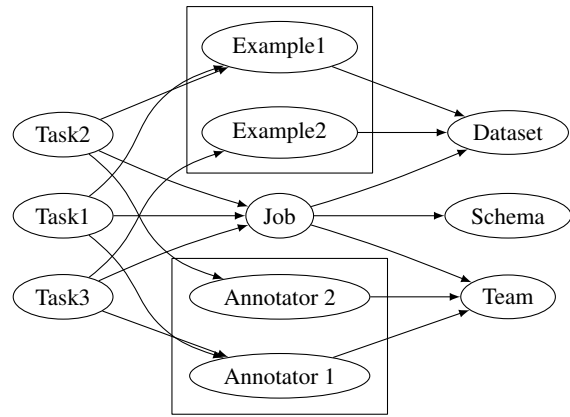 Example1
Task2
Example2
Dataset
Task1
Job
Schema
Task3
Annotator 2
Team
Annotator 1